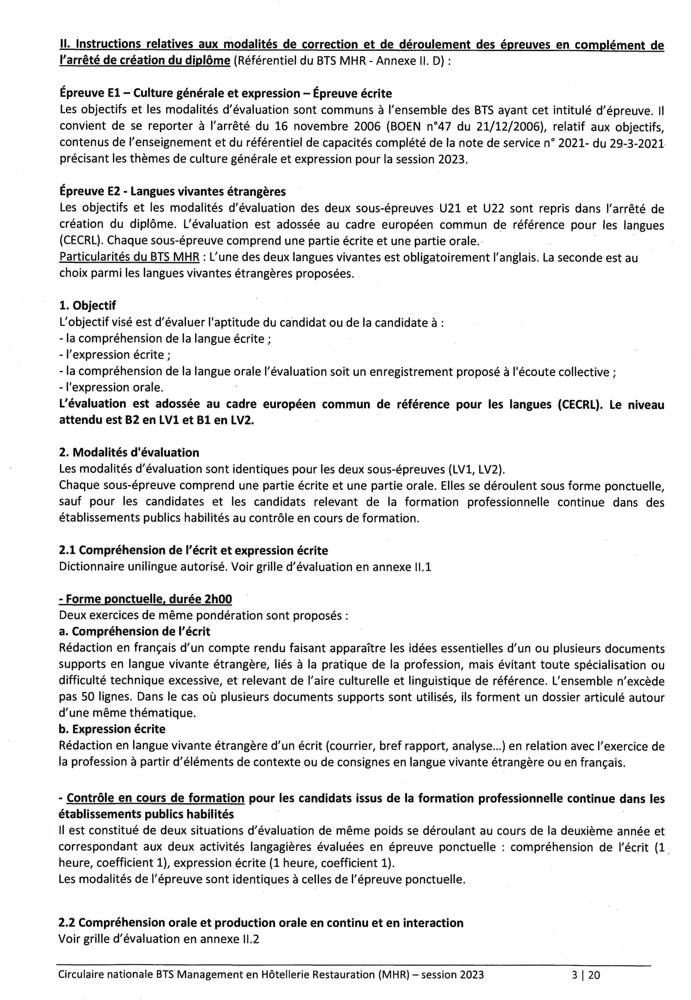 II. Instructions relatives aux modalités de correction et de déroulement des épreuves en complément de
l'arrêté de création du diplôme (Référentiel du BTS MHR - Annexe II. D) :
Épreuve E1 – Culture générale et expression – Épreuve écrite
Les objectifs et les modalités d'évaluation sont communs à l'ensemble des BTS ayant cet intitulé d'épreuve. Il
convient de se reporter à l'arrêté du 16 novembre 2006 (BOEN n°47 du 21/12/2006), relatif aux objectifs,
contenus de l'enseignement et du référentiel de capacités complété de la note de service n° 2021- du 29-3-2021
précisant les thèmes de culture générale et expression pour la session 2023.
Épreuve E2 - Langues vivantes étrangères
Les objectifs et les modalités d'évaluation des deux sous-épreuves U21 et U22 sont repris dans l'arrêté de
création du diplôme. L'évaluation est adossée au cadre européen commun de référence pour les langues
(CECRL). Chaque sous-épreuve comprend une partie écrite et une partie orale.
Particularités du BTS MHR : L'une des deux langues vivantes est obligatoirement l'anglais. La seconde est au
choix parmi les langues vivantes étrangères proposées.
1. Objectif
L'objectif visé est d'évaluer l'aptitude du candidat ou de la candidate à :
- la compréhension de la langue écrite ;
- l'expression écrite ;
- la compréhension de la langue orale l'évaluation soit un enregistrement proposé à l'écoute collective ;
- l'expression orale.
L'évaluation est adossée au cadre européen commun de référence pour les langues (CECRL). Le niveau
attendu est B2 en LV1 et B1 en LV2.
2. Modalités d'évaluation
Les modalités d'évaluation sont identiques pour les deux sous-épreuves (LV1, LV2).
Chaque sous-épreuve comprend une partie écrite et une partie orale. Elles se déroulent sous forme ponctuelle,
sauf pour les candidates et les candidats relevant de la formation professionnelle continue dans des
établissements publics habilités au contrôle en cours de formation.
2.1 Compréhension de l'écrit et expression écrite
Dictionnaire unilingue autorisé. Voir grille d'évaluation en annexe II.1
- Forme ponctuelle, durée 2h00
Deux exercices de même pondération sont proposés :
a. Compréhension de l'écrit
Rédaction en français d'un compte rendu faisant apparaître les idées essentielles d'un ou plusieurs documents
supports en langue vivante étrangère, liés à la pratique de la profession, mais évitant toute spécialisation ou
difficulté technique excessive, et relevant de l'aire culturelle et linguistique de référence. L'ensemble n'excède
pas 50 lignes. Dans le cas où plusieurs documents supports sont utilisés, ils forment un dossier articulé autour
d'une même thématique.
b. Expression écrite
Rédaction en langue vivante étrangère d'un écrit (courrier, bref rapport, analyse...) en relation avec l'exercice de
la profession à partir d'éléments de contexte ou de consignes en langue vivante étrangère ou en français.
- Contrôle en cours de formation pour les candidats issus de la formation professionnelle continue dans les
établissements publics habilités
Il est constitué de deux situations d'évaluation de même poids se déroulant au cours de la deuxième année et
correspondant aux deux activités langagières évaluées en épreuve ponctuelle : compréhension de l'écrit (1
heure, coefficient 1), expression écrite (1 heure, coefficient 1).
Les modalités de l'épreuve sont identiques à celles de l'épreuve ponctuelle.
2.2 Compréhension orale et production orale en continu et en interaction
Voir grille d'évaluation en annexe II.2
Circulaire nationale BTS Management en Hôtellerie Restauration (MHR) – session 2023 3 | 20